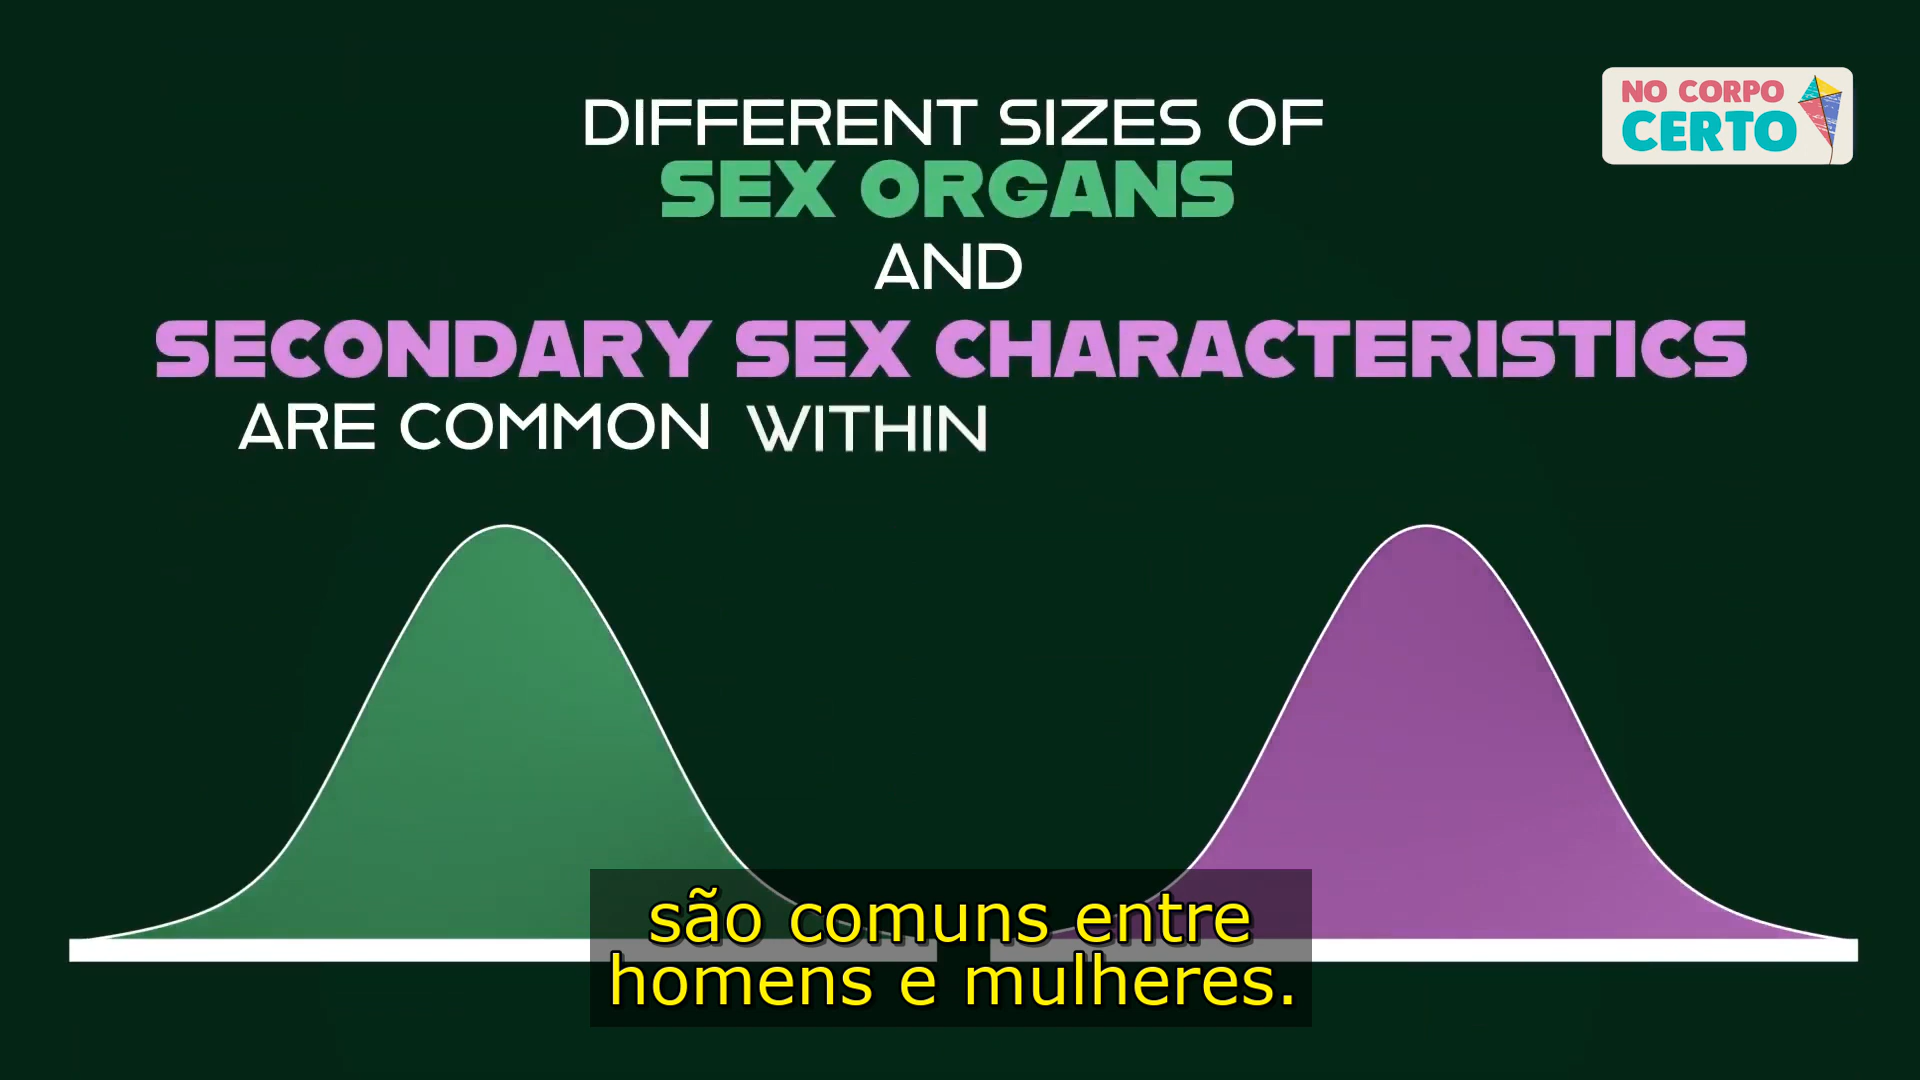 NO CORPO
CERTO
DIFFERENT SIZES OF
SEX ORGANS
AND
SECONDARY SEX CHARACTERISTICS
ARE COMMON WITHIN
são comuns entre
homens e mulheres.